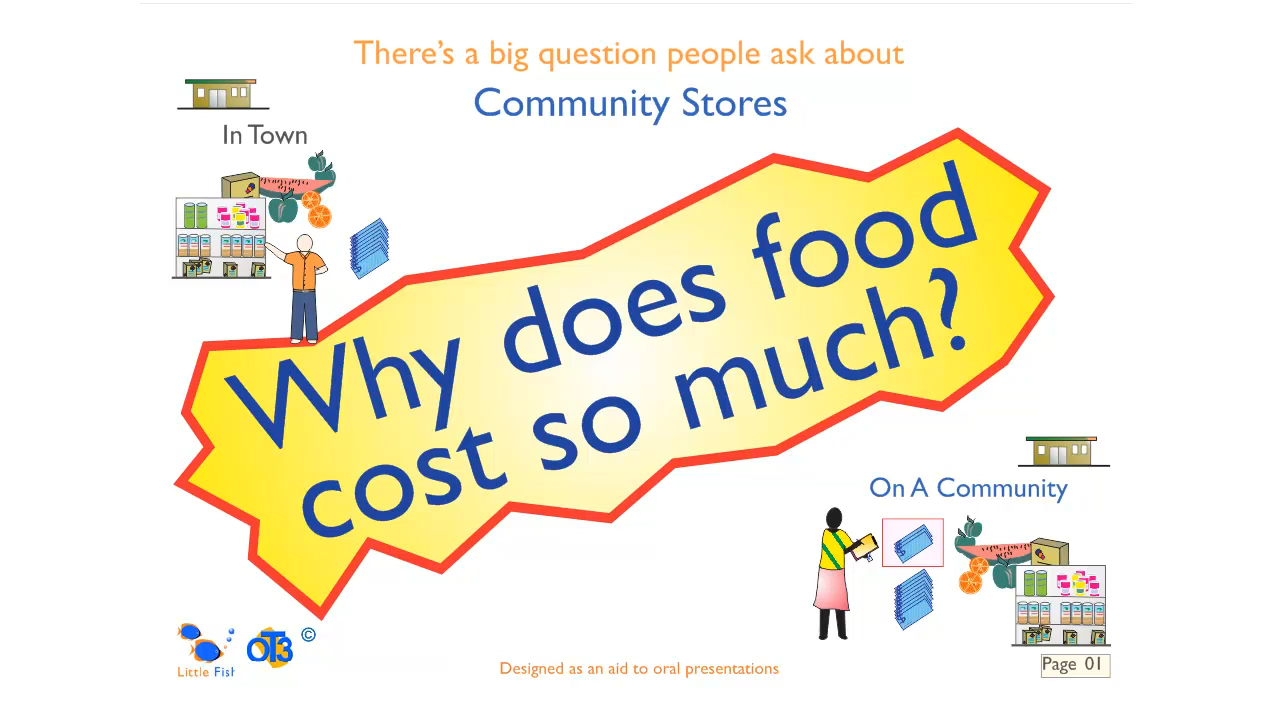 There's a big question people ask about
Community Stores
In Town
Why does food
cost so much?
On A Community
Little Fish
OT3 ©
Designed as an aid to oral presentations
Page 01